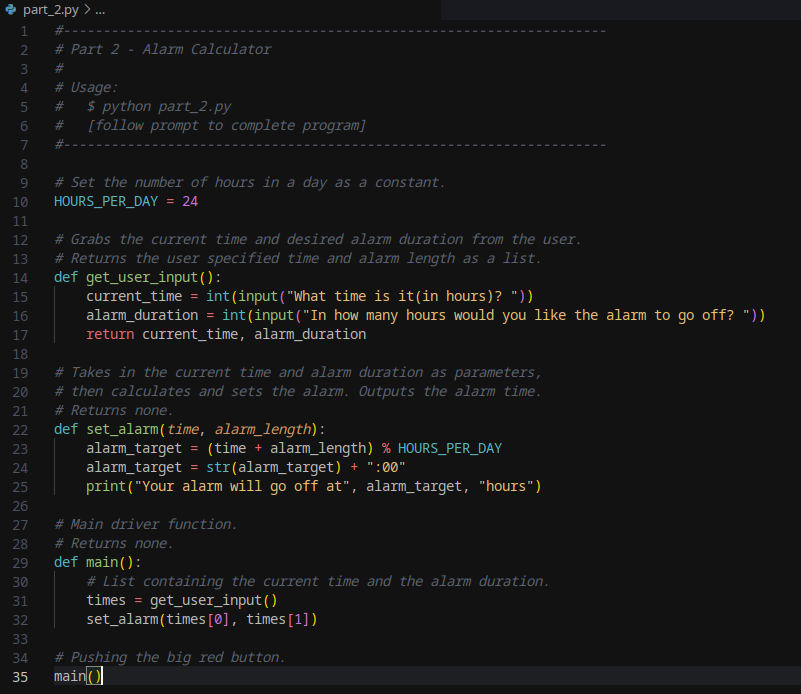 part_2.py > ...
1 #--------------------------------------------------------------------
2 # Part 2 - Alarm Calculator
3 #
4 # Usage:
5 #   $ python part_2.py
6 #   [follow prompt to complete program]
7 #--------------------------------------------------------------------
8
9 # Set the number of hours in a day as a constant.
10 HOURS_PER_DAY = 24
11
12 # Grabs the current time and desired alarm duration from the user.
13 # Returns the user specified time and alarm length as a list.
14 def get_user_input():
15     current_time = int(input("What time is it(in hours)? "))
16     alarm_duration = int(input("In how many hours would you like the alarm to go off? "))
17     return current_time, alarm_duration
18
19 # Takes in the current time and alarm duration as parameters,
20 # then calculates and sets the alarm. Outputs the alarm time.
21 # Returns none.
22 def set_alarm(time, alarm_length):
23     alarm_target = (time + alarm_length) % HOURS_PER_DAY
24     alarm_target = str(alarm_target) + ":00"
25     print("Your alarm will go off at", alarm_target, "hours")
26
27 # Main driver function.
28 # Returns none.
29 def main():
30     # List containing the current time and the alarm duration.
31     times = get_user_input()
32     set_alarm(times[0], times[1])
33
34 # Pushing the big red button.
35 main()